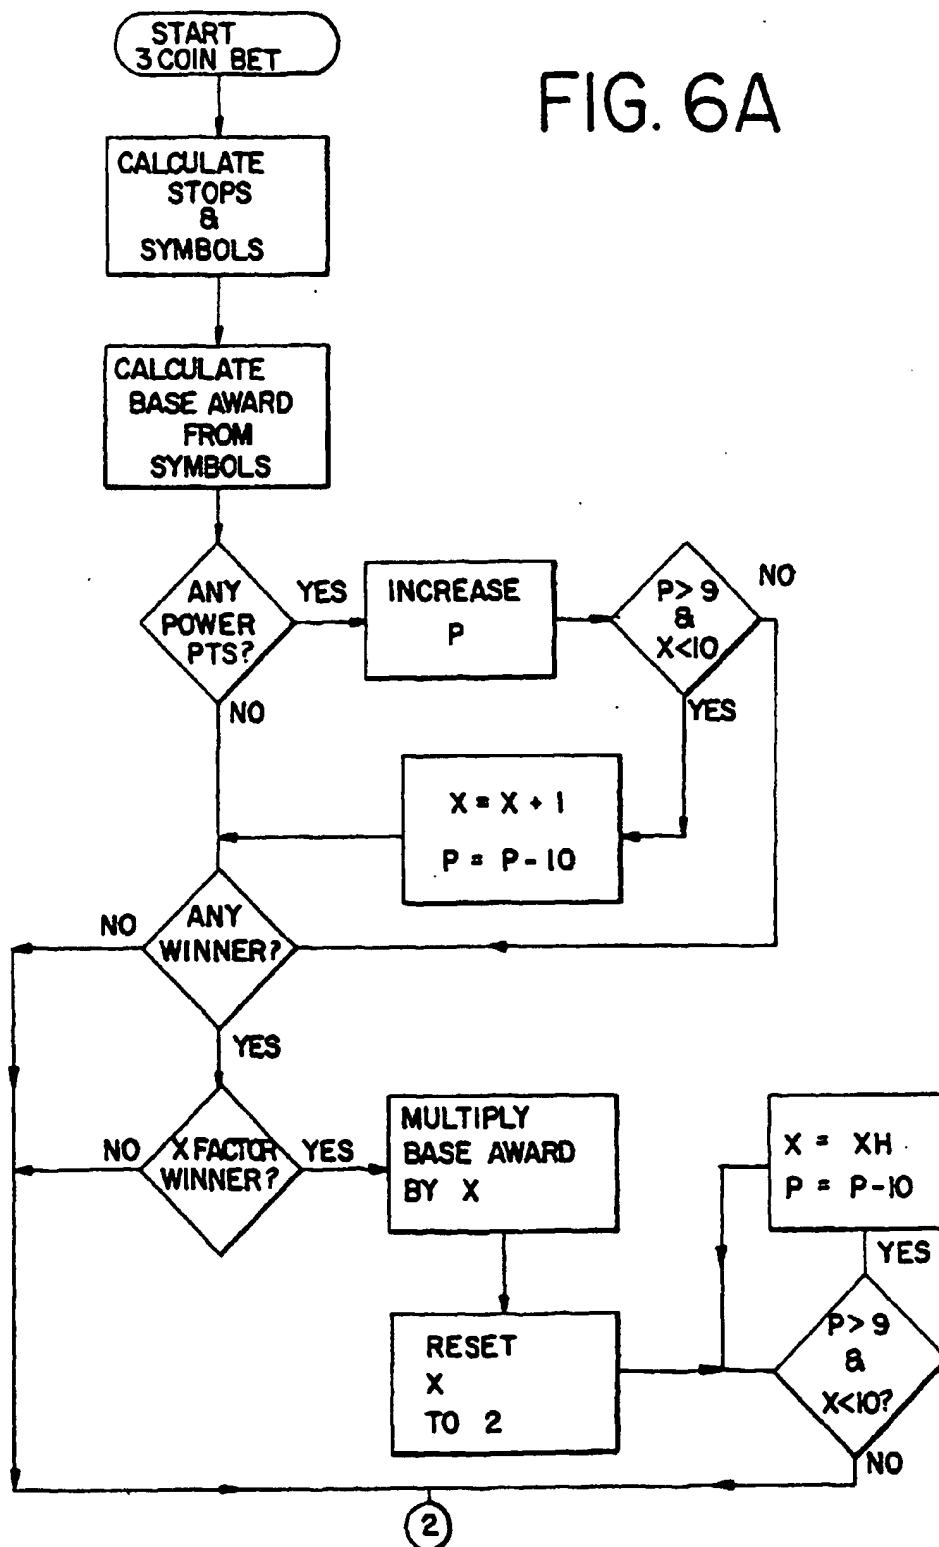 START
3 COIN BET
FIG. 6A
CALCULATE
STOPS
&
SYMBOLS
CALCULATE
BASE AWARD
FROM
SYMBOLS
ANY
POWER
PTS?
YES
NO
INCREASE
P
P>9
&
X<10
NO
YES
X = X + 1
P = P-10
ANY
WINNER?
NO
YES
X FACTOR
WINNER?
NO
YES
MULTIPLY
BASE AWARD
BY X
RESET
X
TO 2
X = XH
P = P-10
YES
P>9
&
X<10?
NO
2